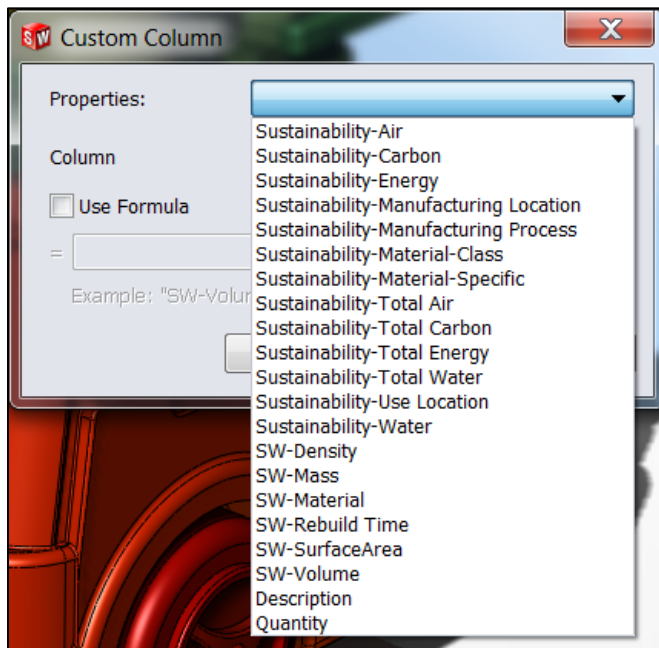 SW Custom Column
X
Properties:
Sustainability-Air
Sustainability-Carbon
Column
Sustainability-Energy
Use Formula
Sustainability-Manufacturing Location
Sustainability-Manufacturing Process
=
Sustainability-Material-Class
Sustainability-Material-Specific
Example: "SW-Volu
Sustainability-Total Air
Sustainability-Total Carbon
Sustainability-Total Energy
Sustainability-Total Water
Sustainability-Use Location
Sustainability-Water
SW-Density
SW-Mass
SW-Material
SW-Rebuild Time
SW-SurfaceArea
SW-Volume
Description
Quantity